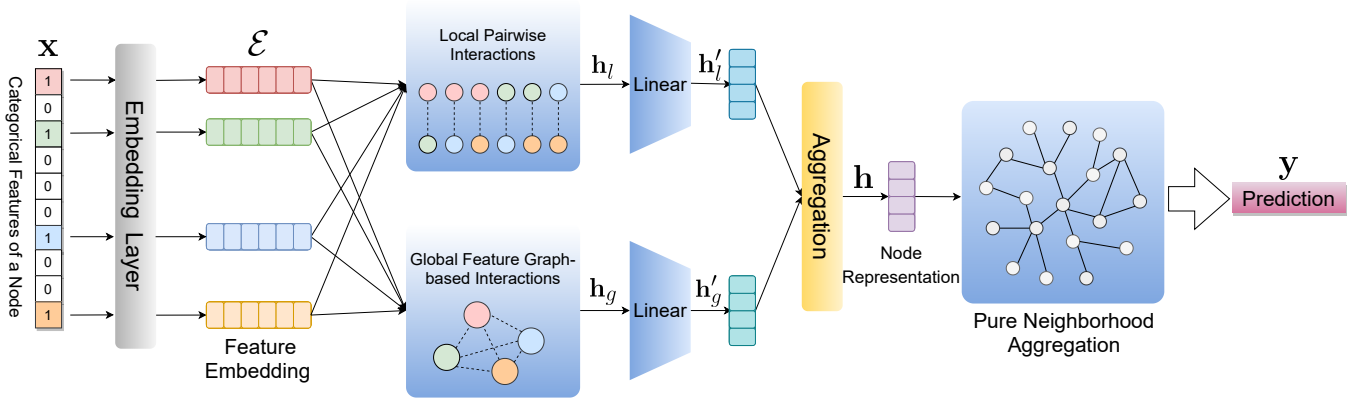 x
Categorical Features of a Node
1
0
1
0
0
0
1
0
0
1
Embedding Layer
ℰ
Feature
Embedding
Local Pairwise
Interactions
Global Feature Graph-
based Interactions
h_l
Linear
h'_l
h_g
Linear
h'_g
Aggregation
h
Node
Representation
Pure Neighborhood
Aggregation
y
Prediction